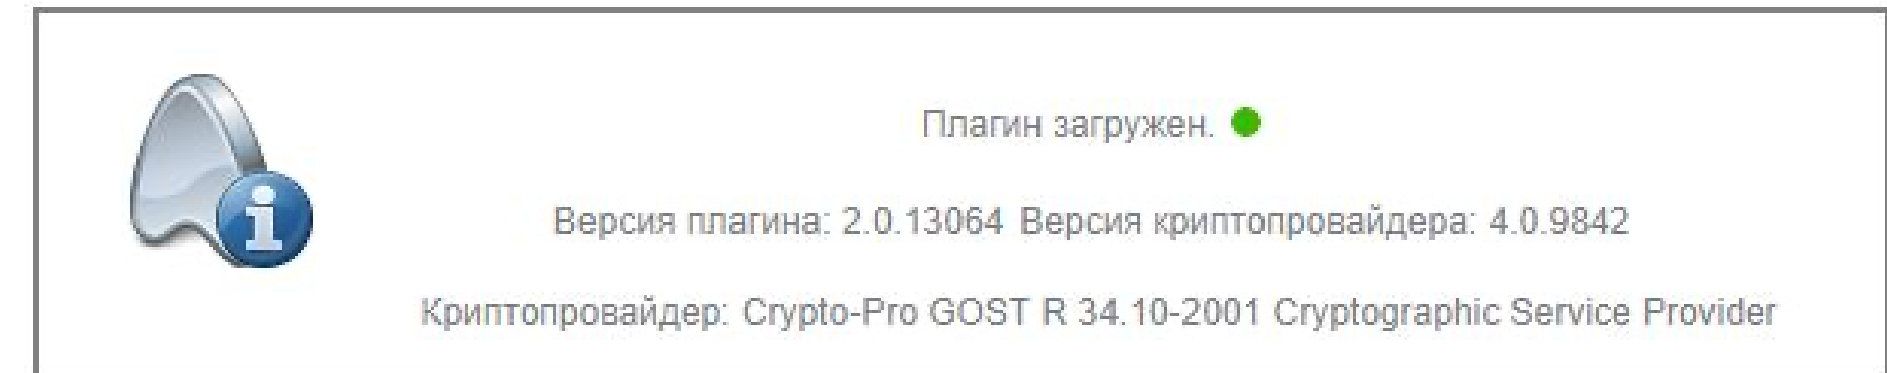 Плагин загружен.
Версия плагина: 2.0.13064 Версия криптопровайдера: 4.0.9842
Криптопровайдер: Crypto-Pro GOST R 34.10-2001 Cryptographic Service Provider